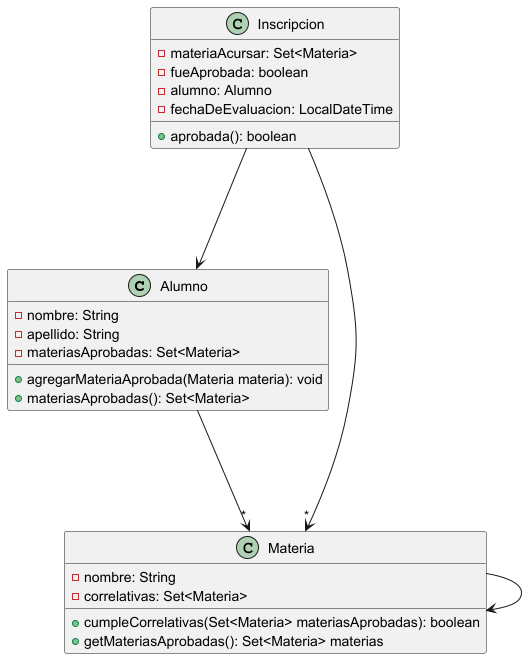 C Inscripcion
materiaAcursar: Set<Materia>
fueAprobada: boolean
alumno: Alumno
fechaDeEvaluacion: LocalDateTime
aprobada(): boolean
C Alumno
nombre: String
apellido: String
materiasAprobadas: Set<Materia>
agregarMateriaAprobada(Materia materia): void
materiasAprobadas(): Set<Materia>
* *
C Materia
nombre: String
correlativas: Set<Materia>
cumpleCorrelativas(Set<Materia> materiasAprobadas): boolean
getMateriasAprobadas(): Set<Materia> materias